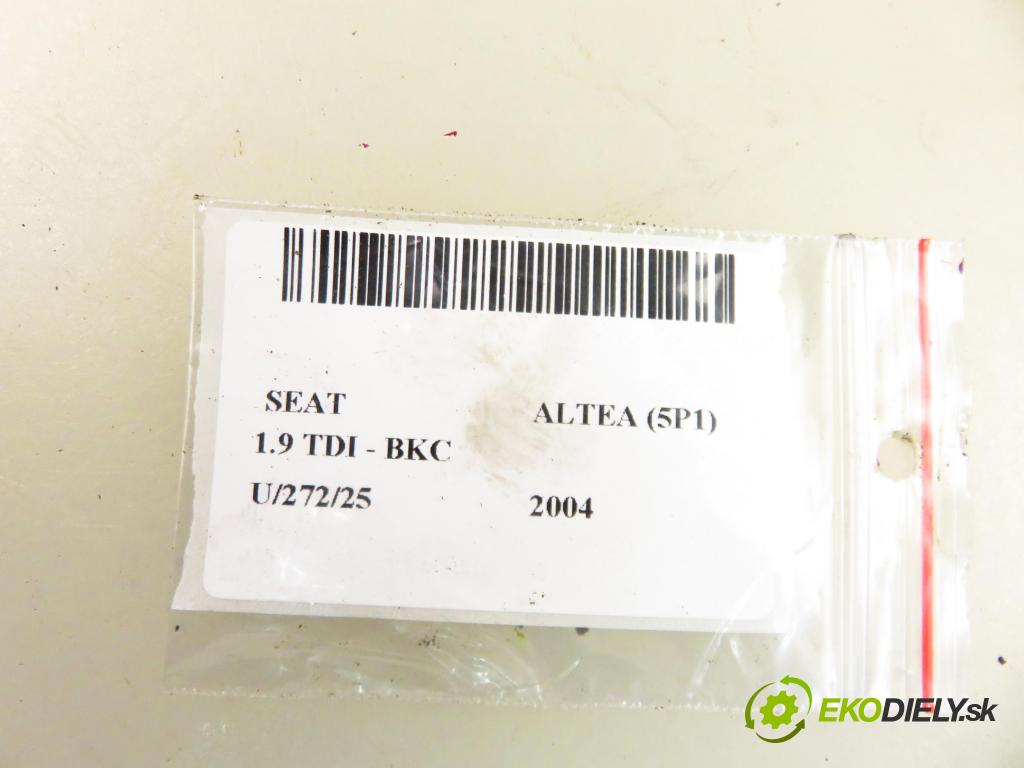 SEAT ALTEA (5P1)
1.9 TDI - BKC
U/272/25 2004
EKODIELY.sk